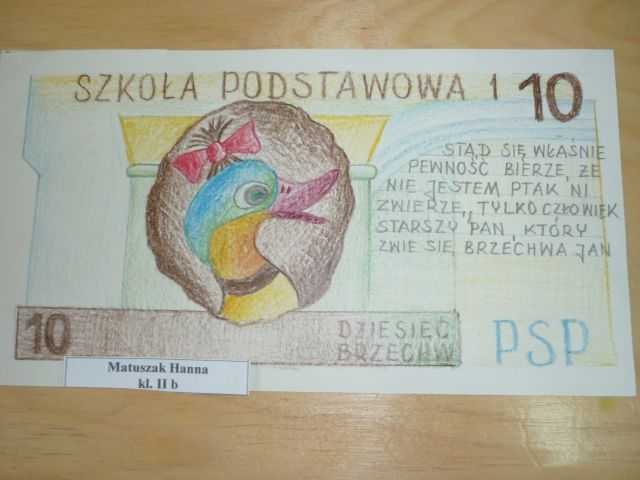 SZKOŁA PODSTAWOWA 1 10
STĄD SIĘ WŁAŚNIE
PEWNOŚĆ BIERZE, ŻE
NIE JESTEM PTAK NI
ZWIERZE, TYLKO CZŁOWIEK
STARSZY PAN, KTÓRY
ZWIE SIĘ BRZECHWA JAN
10
DZIESIĘĆ
BRZECHW
PSP
Matuszak Hanna
kl. II b